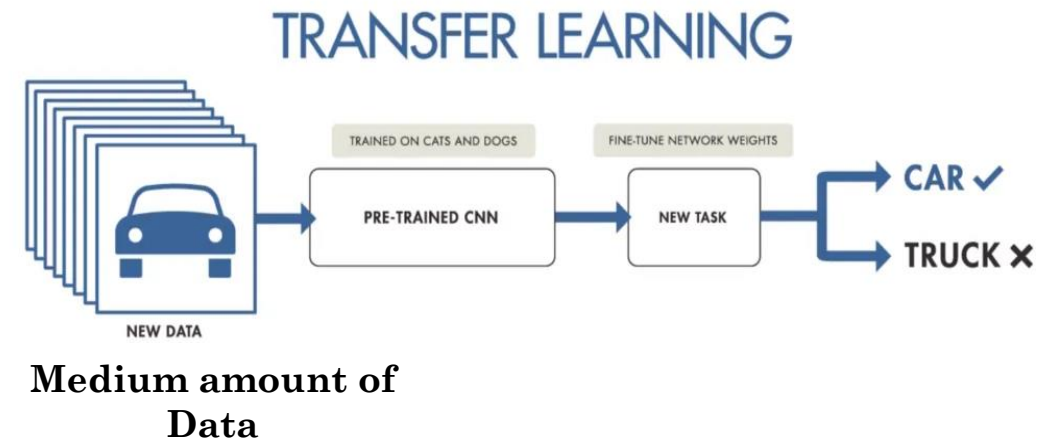 TRANSFER LEARNING
TRAINED ON CATS AND DOGS
FINE-TUNE NETWORK WEIGHTS
PRE-TRAINED CNN
NEW TASK
CAR ✓
TRUCK ✕
NEW DATA
Medium amount of
Data